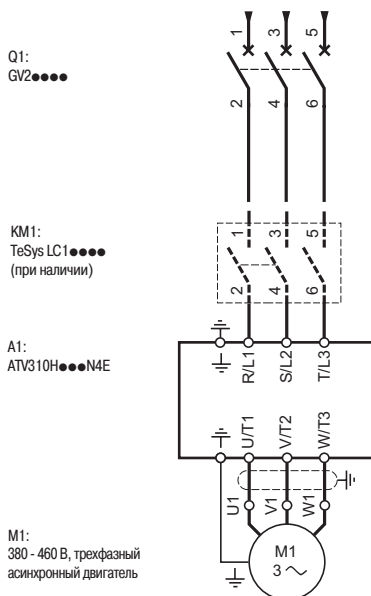 Q1:
GV2●●●●
1 3 5
2 4 6
KM1:
TeSys LC1●●●●
(при наличии)
1 3 5
2 4 6
A1:
ATV310H●●●N4E
R/L1 S/L2 T/L3
U/T1 V/T2 W/T3
U1 V1 W1
M1:
380 - 460 В, трехфазный
асинхронный двигатель
M1
3